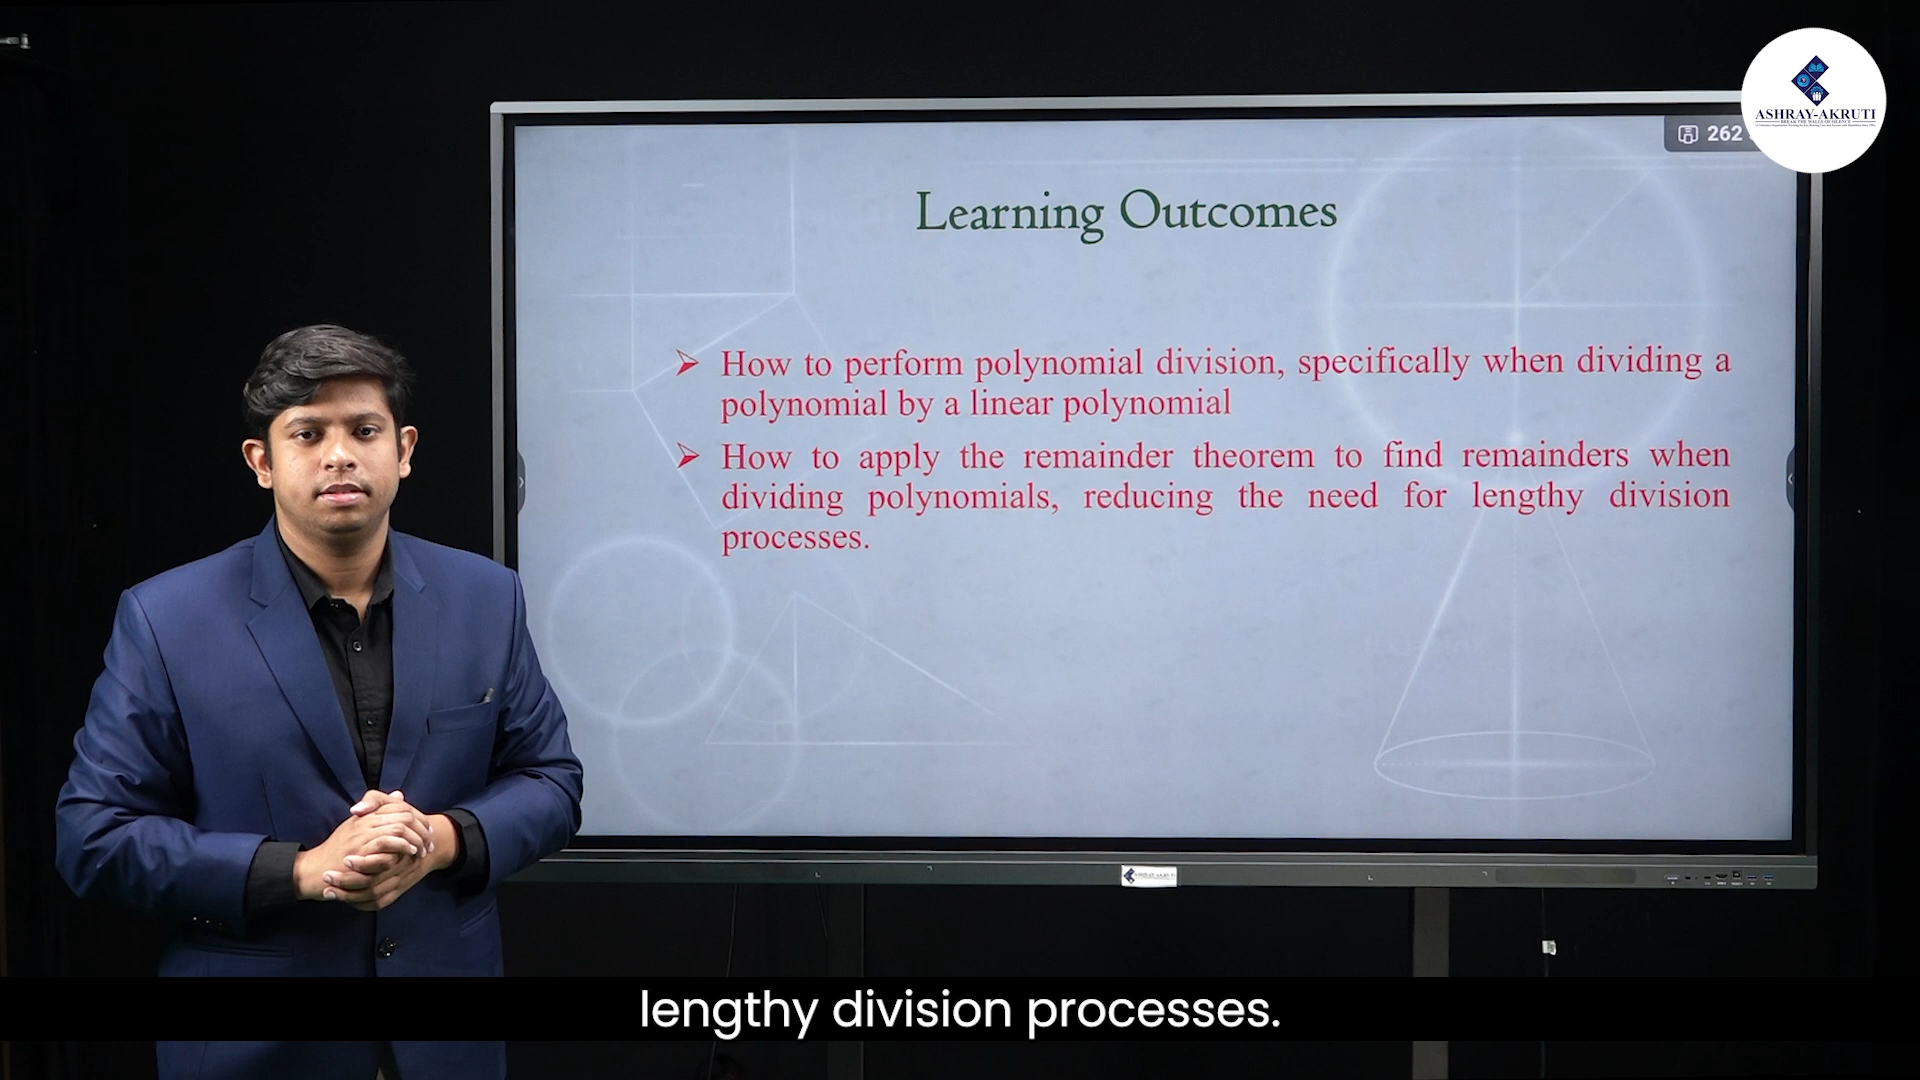 ASHRAY-AKRUTI
262
Learning Outcomes
➢ How to perform polynomial division, specifically when dividing a
polynomial by a linear polynomial
➢ How to apply the remainder theorem to find remainders when
dividing polynomials, reducing the need for lengthy division
processes.
lengthy division processes.